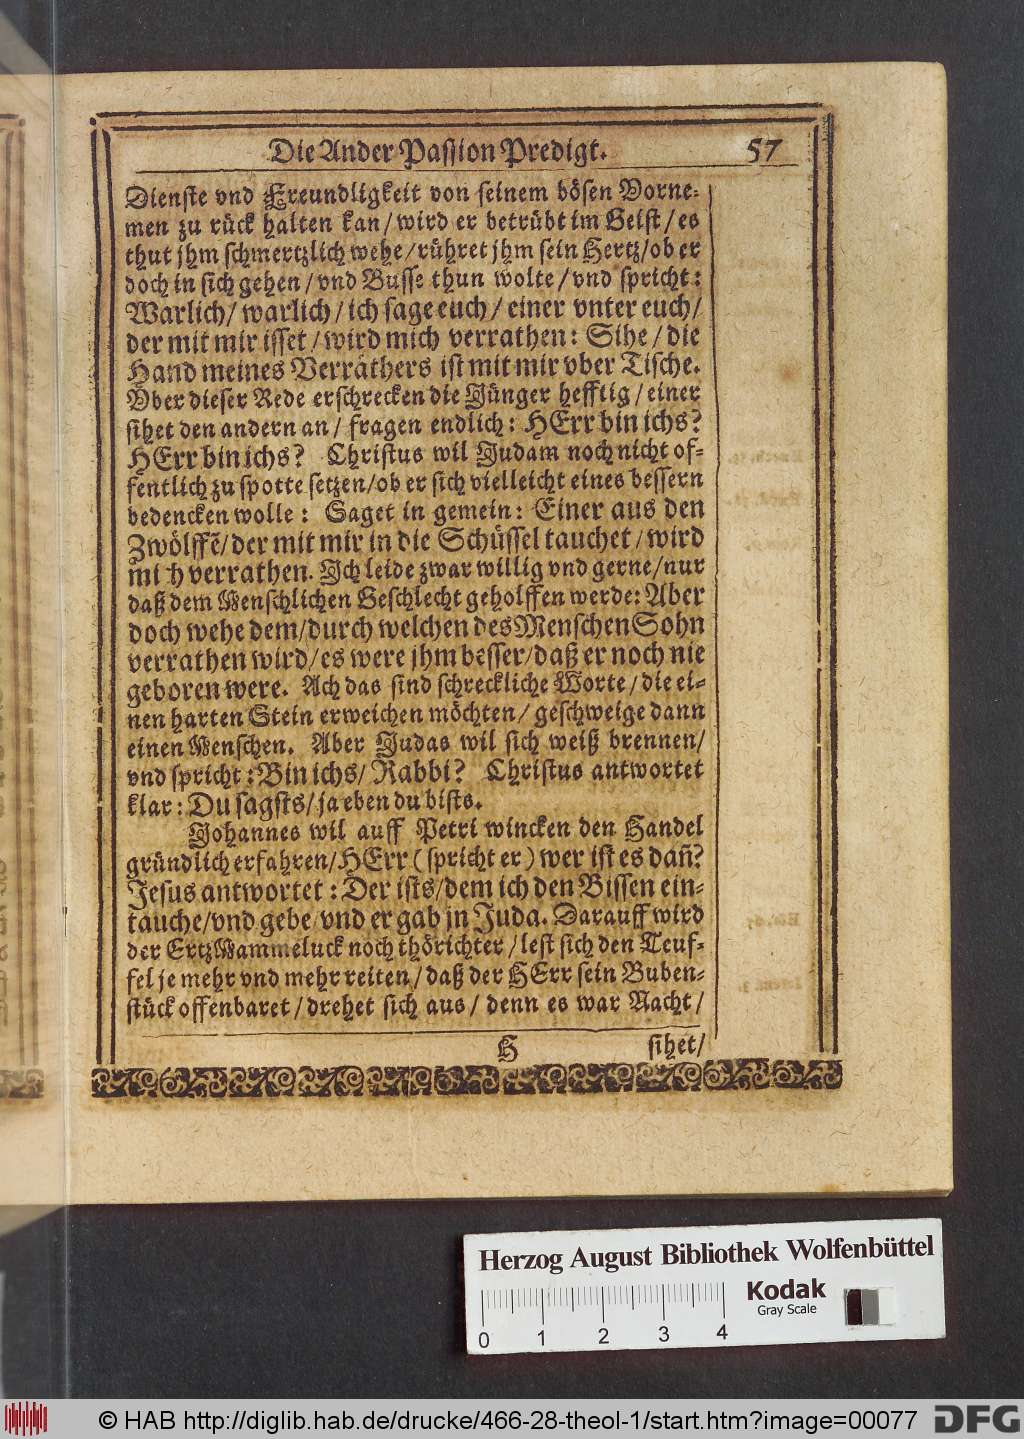 Die Ander Passion Predigt. 57
Dienste vnd Freundligkeit von seinem bösen Vorne-
men zu rück halten kan/ wird er betrübt im Geist/ es
thut jhm schmertzlich wehe/ rühret jhm sein Hertz/ ob er
doch in sich gehen/ vnd Busse thun wolte/ vnd spricht:
Warlich/ warlich/ ich sage euch/ einer vnter euch/
der mit mir isset/ wird mich verrathen: Sihe/ die
Hand meines Verräthers ist mit mir vber Tische.
Vber dieser Rede erschrecken die Jünger hefftig/ einer
sihet den andern an/ fragen endlich: HErr bin ichs?
HErr bin ichs? Christus wil Judam noch nicht of-
fentlich zu spotte setzen/ ob er sich vielleicht eines bessern
bedencken wolle: Saget in gemein: Einer aus den
Zwölffē/ der mit mir in die Schüssel tauchet/ wird
mich verrathen. Ich leide zwar willig vnd gerne/ nur
daß dem Menschlichen Geschlecht geholffen werde: Aber
doch wehe dem/ durch welchen des Menschen Sohn
verrathen wird/ es were jhm besser/ daß er noch nie
geboren were. Ach das sind schreckliche Worte/ die ei-
nen harten Stein erweichen möchten/ geschweige dann
einen Menschen. Aber Judas wil sich weiß brennen/
vnd spricht: Bin ichs/ Rabbi? Christus antwortet
klar: Du sagsts/ ja eben du bists.
Johannes wil auff Petri wincken den Handel
gründlich erfahren/ HErr (spricht er) wer ist es dañ?
Jesus antwortet: Der ists/ dem ich den Bissen ein-
tauche/ vnd gebe/ vnd er gab jn Juda. Darauff wird
der ErtzMammeluck noch thörichter/ lest sich den Teuf-
fel je mehr vnd mehr reiten/ daß der HErr sein Buben-
stück offenbaret/ drehet sich aus/ denn es war Nacht/
H sihet/
Herzog August Bibliothek Wolfenbüttel
Kodak
Gray Scale
0 1 2 3 4
© HAB http://diglib.hab.de/drucke/466-28-theol-1/start.htm?image=00077
DFG